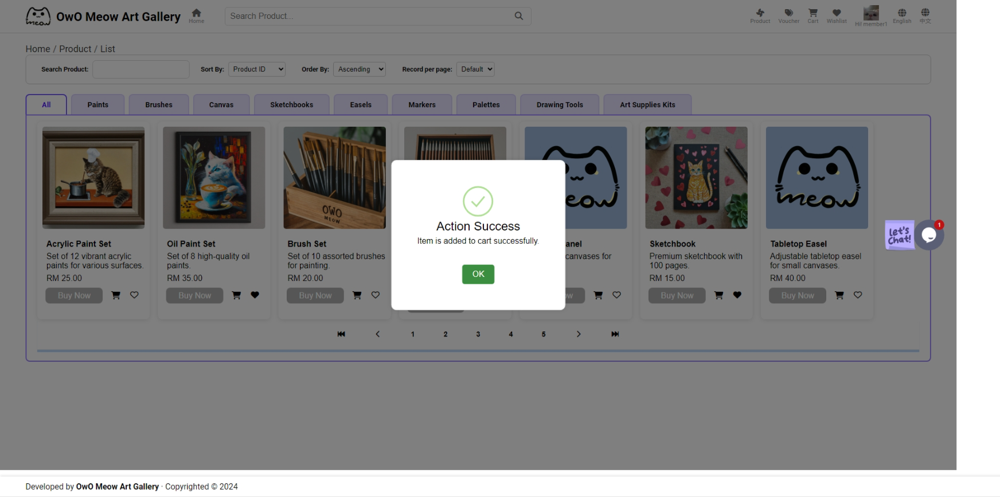 meow OwO Meow Art Gallery Home Search Product... Product Voucher Cart Wishlist Hi! member1 English 中文
Home / Product / List
Search Product: Sort By: Product ID Order By: Ascending Record per page: Default
All Paints Brushes Canvas Sketchbooks Easels Markers Palettes Drawing Tools Art Supplies Kits
OWO
MEOW
eow
meow
Action Success
Item is added to cart successfully.
OK
let's
Chat!
1
Acrylic Paint Set
Set of 12 vibrant acrylic
paints for various surfaces.
RM 25.00
Buy Now
Oil Paint Set
Set of 8 high-quality oil
paints.
RM 35.00
Buy Now
Brush Set
Set of 10 assorted brushes
for painting.
RM 20.00
Buy Now
anel
canvases for
ow
Sketchbook
Premium sketchbook with
100 pages.
RM 15.00
Buy Now
Tabletop Easel
Adjustable tabletop easel
for small canvases.
RM 40.00
Buy Now
1 2 3 4 5
Developed by OwO Meow Art Gallery · Copyrighted © 2024